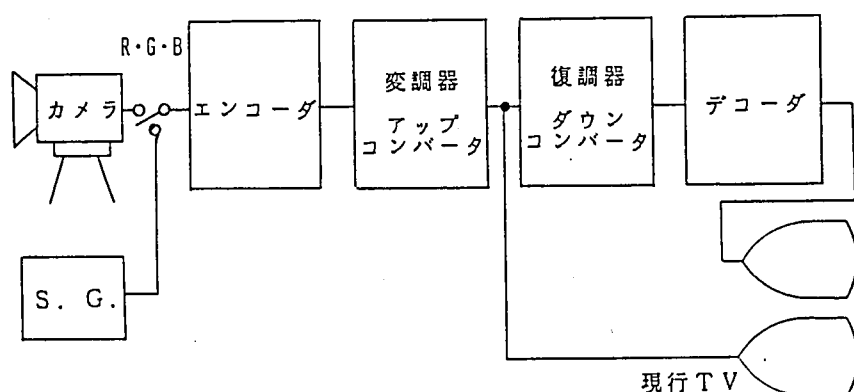 R・G・B
カメラ
エンコーダ
変調器
アップ
コンバータ
復調器
ダウン
コンバータ
デコーダ
S. G.
現行TV